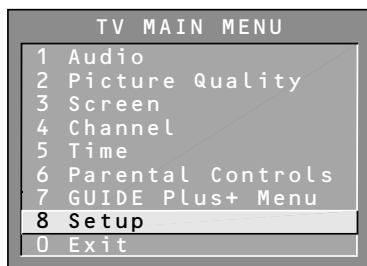 TV MAIN MENU
1 Audio
2 Picture Quality
3 Screen
4 Channel
5 Time
6 Parental Controls
7 GUIDE Plus+ Menu
8 Setup
0 Exit